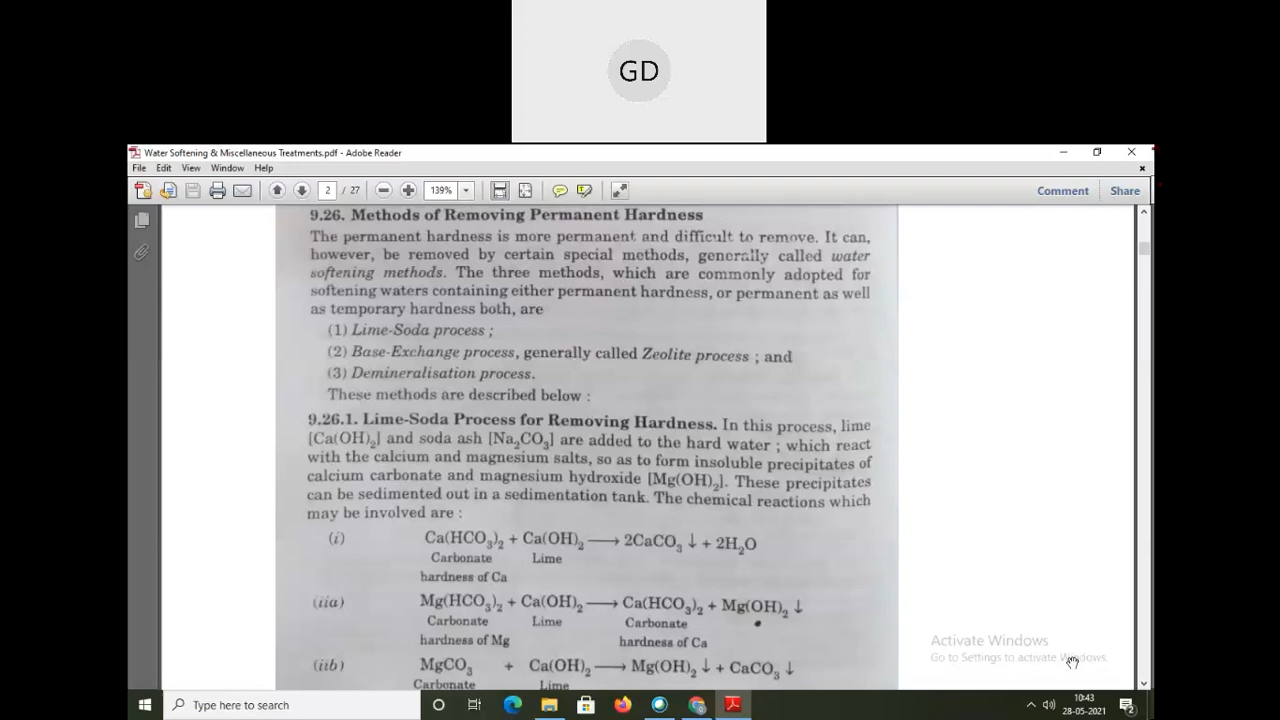 GD
Water Softening & Miscellaneous Treatments.pdf - Adobe Reader
File Edit View Window Help
2 / 27 139% Comment Share
9.26. Methods of Removing Permanent Hardness
The permanent hardness is more permanent and difficult to remove. It can,
however, be removed by certain special methods, generally called water
softening methods. The three methods, which are commonly adopted for
softening waters containing either permanent hardness, or permanent as well
as temporary hardness both, are
(1) Lime-Soda process ;
(2) Base-Exchange process, generally called Zeolite process ; and
(3) Demineralisation process.
These methods are described below :
9.26.1. Lime-Soda Process for Removing Hardness. In this process, lime
[Ca(OH)₂] and soda ash [Na₂CO₃] are added to the hard water ; which react
with the calcium and magnesium salts, so as to form insoluble precipitates of
calcium carbonate and magnesium hydroxide [Mg(OH)₂]. These precipitates
can be sedimented out in a sedimentation tank. The chemical reactions which
may be involved are :
(i) Ca(HCO₃)₂ + Ca(OH)₂ ⟶ 2CaCO₃ ↓ + 2H₂O
Carbonate Lime
hardness of Ca
(iia) Mg(HCO₃)₂ + Ca(OH)₂ ⟶ Ca(HCO₃)₂ + Mg(OH)₂ ↓
Carbonate Lime Carbonate
hardness of Mg hardness of Ca
(iib) MgCO₃ + Ca(OH)₂ ⟶ Mg(OH)₂ ↓ + CaCO₃ ↓
Carbonate Lime
Activate Windows
Go to Settings to activate Windows.
Type here to search
10:43
28-05-2021
2